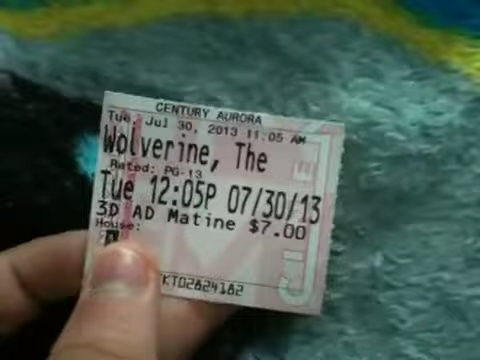 CENTURY AURORA
Tue, Jul 30, 2013 11:05 AM
Wolverine, The
Rated: PG-13
Tue 12:05P 07/30/13
3D AD Matine $7.00
House:
KT02824182